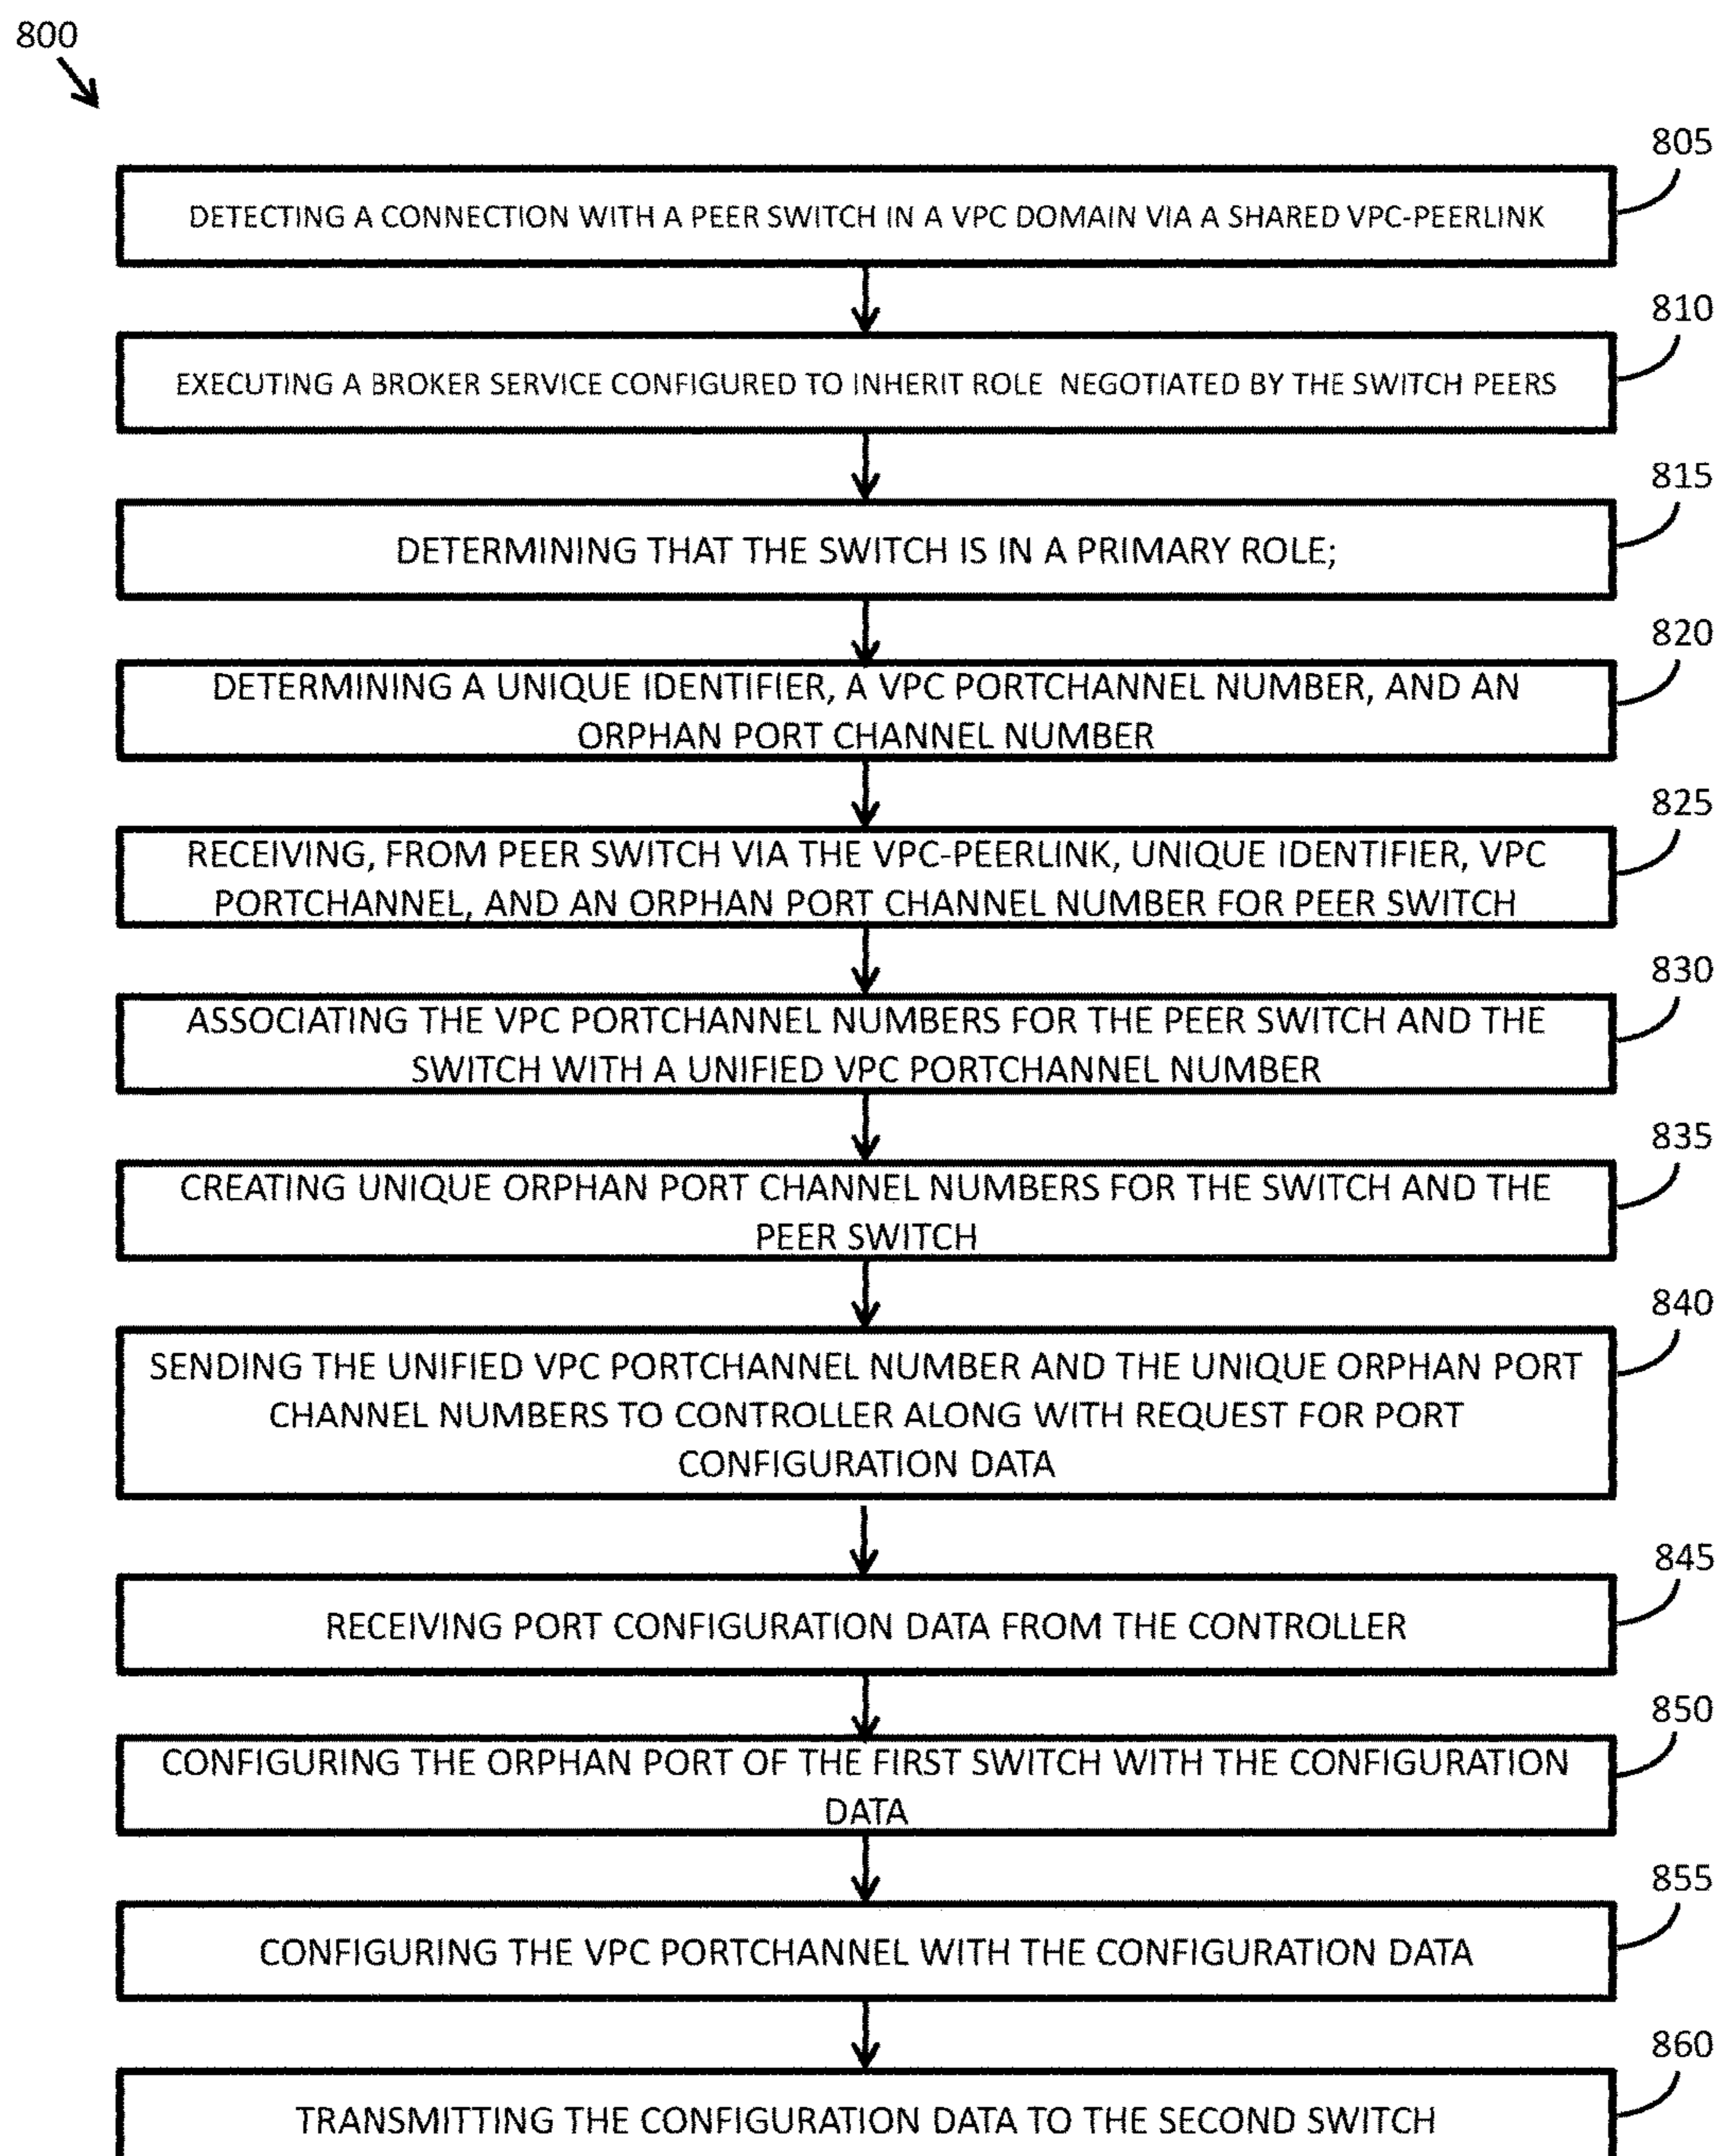 800
805
DETECTING A CONNECTION WITH A PEER SWITCH IN A VPC DOMAIN VIA A SHARED VPC-PEERLINK
810
EXECUTING A BROKER SERVICE CONFIGURED TO INHERIT ROLE NEGOTIATED BY THE SWITCH PEERS
815
DETERMINING THAT THE SWITCH IS IN A PRIMARY ROLE;
820
DETERMINING A UNIQUE IDENTIFIER, A VPC PORTCHANNEL NUMBER, AND AN
ORPHAN PORT CHANNEL NUMBER
825
RECEIVING, FROM PEER SWITCH VIA THE VPC-PEERLINK, UNIQUE IDENTIFIER, VPC
PORTCHANNEL, AND AN ORPHAN PORT CHANNEL NUMBER FOR PEER SWITCH
830
ASSOCIATING THE VPC PORTCHANNEL NUMBERS FOR THE PEER SWITCH AND THE
SWITCH WITH A UNIFIED VPC PORTCHANNEL NUMBER
835
CREATING UNIQUE ORPHAN PORT CHANNEL NUMBERS FOR THE SWITCH AND THE
PEER SWITCH
840
SENDING THE UNIFIED VPC PORTCHANNEL NUMBER AND THE UNIQUE ORPHAN PORT
CHANNEL NUMBERS TO CONTROLLER ALONG WITH REQUEST FOR PORT
CONFIGURATION DATA
845
RECEIVING PORT CONFIGURATION DATA FROM THE CONTROLLER
850
CONFIGURING THE ORPHAN PORT OF THE FIRST SWITCH WITH THE CONFIGURATION
DATA
855
CONFIGURING THE VPC PORTCHANNEL WITH THE CONFIGURATION DATA
860
TRANSMITTING THE CONFIGURATION DATA TO THE SECOND SWITCH